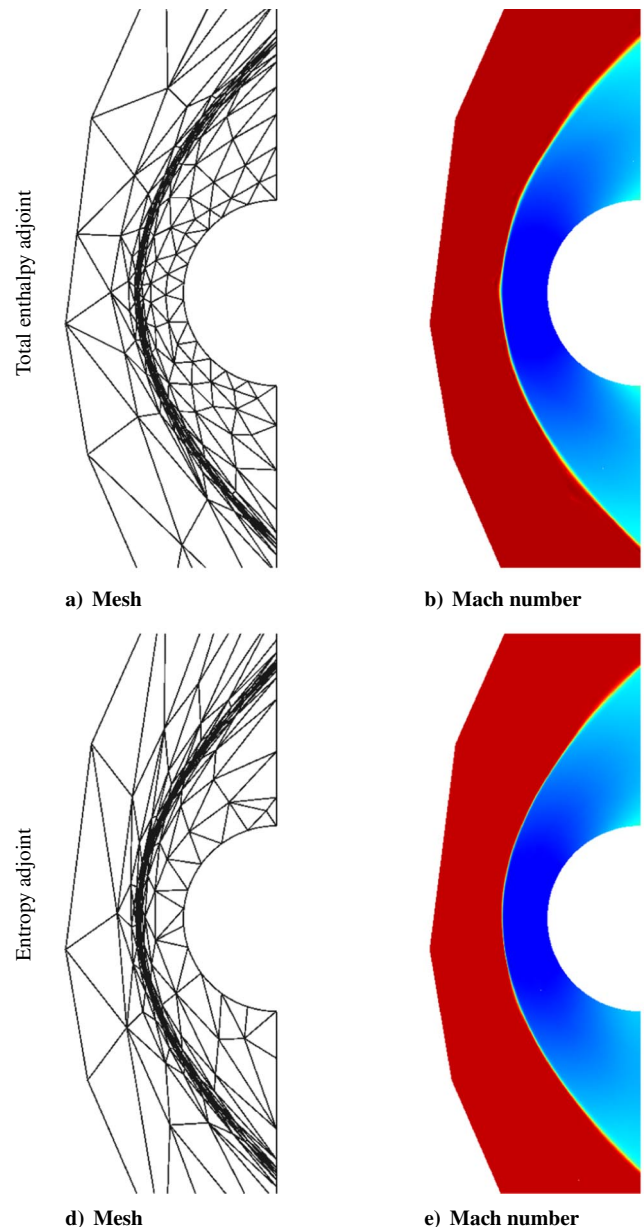 Total enthalpy adjoint
a) Mesh
b) Mach number
Entropy adjoint
d) Mesh
e) Mach number